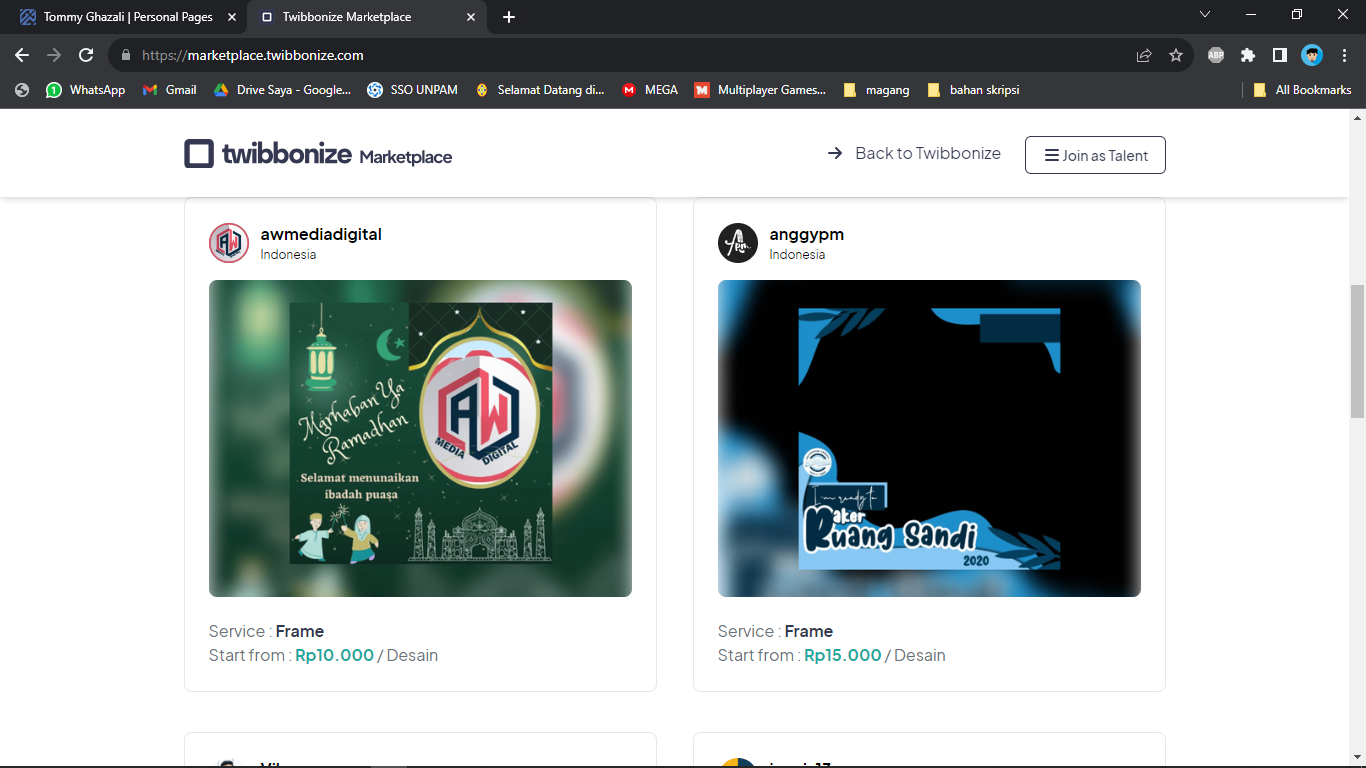 Tommy Ghazali | Personal Pages
Twibbonize Marketplace
https://marketplace.twibbonize.com
ABP
WhatsApp
Gmail
Drive Saya - Google...
SSO UNPAM
Selamat Datang di...
MEGA
Multiplayer Games...
magang
bahan skripsi
All Bookmarks
twibbonize Marketplace
Back to Twibbonize
Join as Talent
awmediadigital
Indonesia
AW
MEDIA DIGITAL
Marhaban Ya
Ramadhan
Selamat menunaikan
ibadah puasa
Service : Frame
Start from : Rp10.000 / Desain
anggypm
Indonesia
I'm ready to
Raker
Ruang Sandi
2020
Service : Frame
Start from : Rp15.000 / Desain